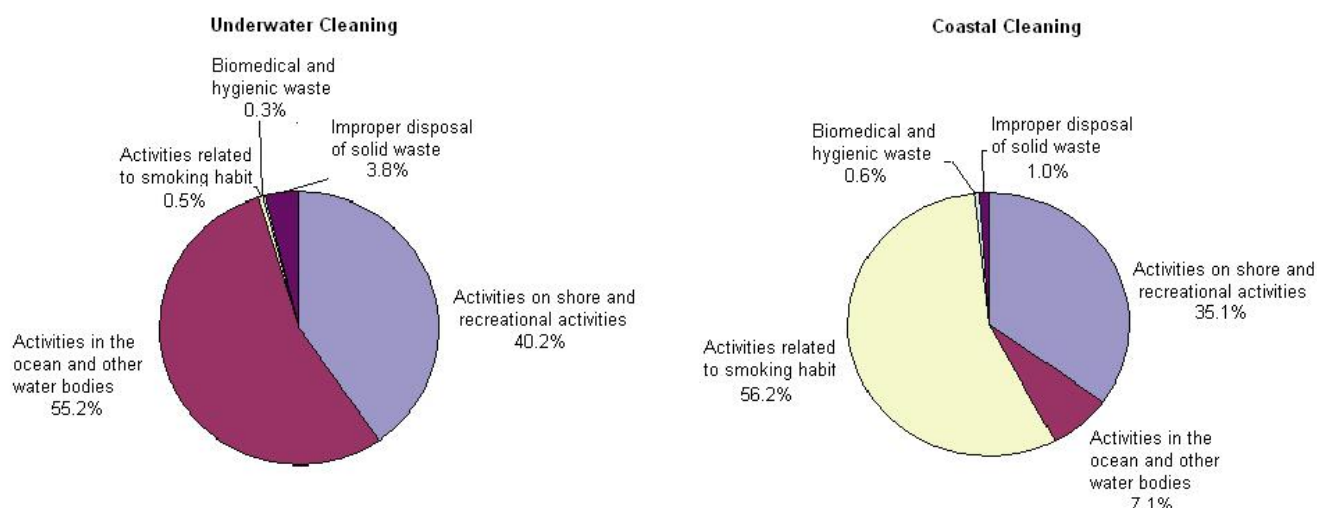 Underwater Cleaning
Biomedical and
hygienic waste
0.3%
Improper disposal
of solid waste
3.8%
Activities related
to smoking habit
0.5%
Activities on shore and
recreational activities
40.2%
Activities in the
ocean and other
water bodies
55.2%
Coastal Cleaning
Biomedical and
hygienic waste
0.6%
Improper disposal
of solid waste
1.0%
Activities on shore and
recreational activities
35.1%
Activities related
to smoking habit
56.2%
Activities in the
ocean and other
water bodies
7.1%